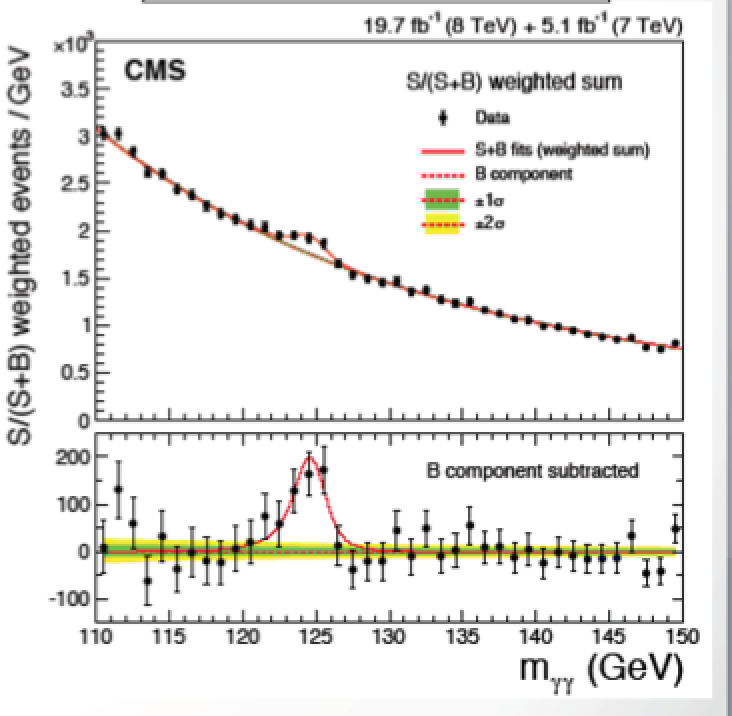 19.7 fb⁻¹ (8 TeV) + 5.1 fb⁻¹ (7 TeV)
×10³
CMS
S/(S+B) weighted sum
Data
S+B fits (weighted sum)
B component
±1σ
±2σ
S/(S+B) weighted events / GeV
3.5
3
2.5
2
1.5
1
0.5
0
B component subtracted
200
100
0
-100
110 115 120 125 130 135 140 145 150
mγγ (GeV)